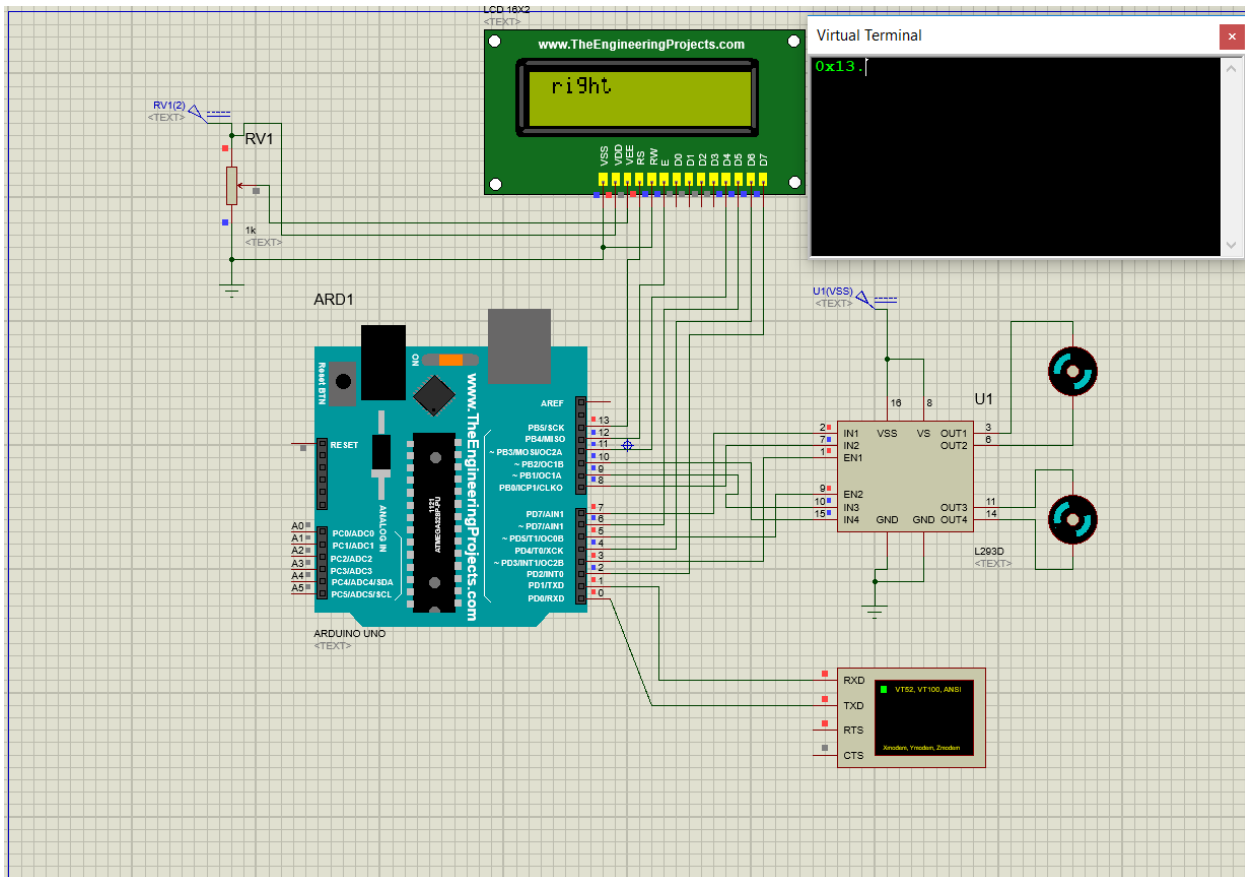 LCD 16X2
<TEXT>
www.TheEngineeringProjects.com
right
VSS
VDD
VEE
RS
RW
E
D0
D1
D2
D3
D4
D5
D6
D7
Virtual Terminal
0x13.
RV1(2)
<TEXT>
RV1
1k
<TEXT>
ARD1
Reset BTN
ON
www.TheEngineeringProjects.com
RESET
ANALOG IN
1121
ATMEGA328P-PU
AREF
PB5/SCK 13
PB4/MISO 12
~ PB3/MOSI/OC2A 11
~ PB2/OC1B 10
~ PB1/OC1A 9
PB0/ICP1/CLKO 8
PD7/AIN1 7
~ PD7/AIN1 6
~ PD5/T1/OC0B 5
PD4/T0/XCK 4
~ PD3/INT1/OC2B 3
PD2/INT0 2
PD1/TXD 1
PD0/RXD 0
A0 PC0/ADC0
A1 PC1/ADC1
A2 PC2/ADC2
A3 PC3/ADC3
A4 PC4/ADC4/SDA
A5 PC5/ADC5/SCL
ARDUINO UNO
<TEXT>
U1(VSS)
<TEXT>
U1
16 8
2 IN1 VSS VS OUT1 3
7 IN2 OUT2 6
1 EN1
9 EN2
10 IN3 OUT3 11
15 IN4 GND GND OUT4 14
L293D
<TEXT>
RXD
TXD
RTS
CTS
VT52, VT100, ANSI
Xmodem, Ymodem, Zmodem